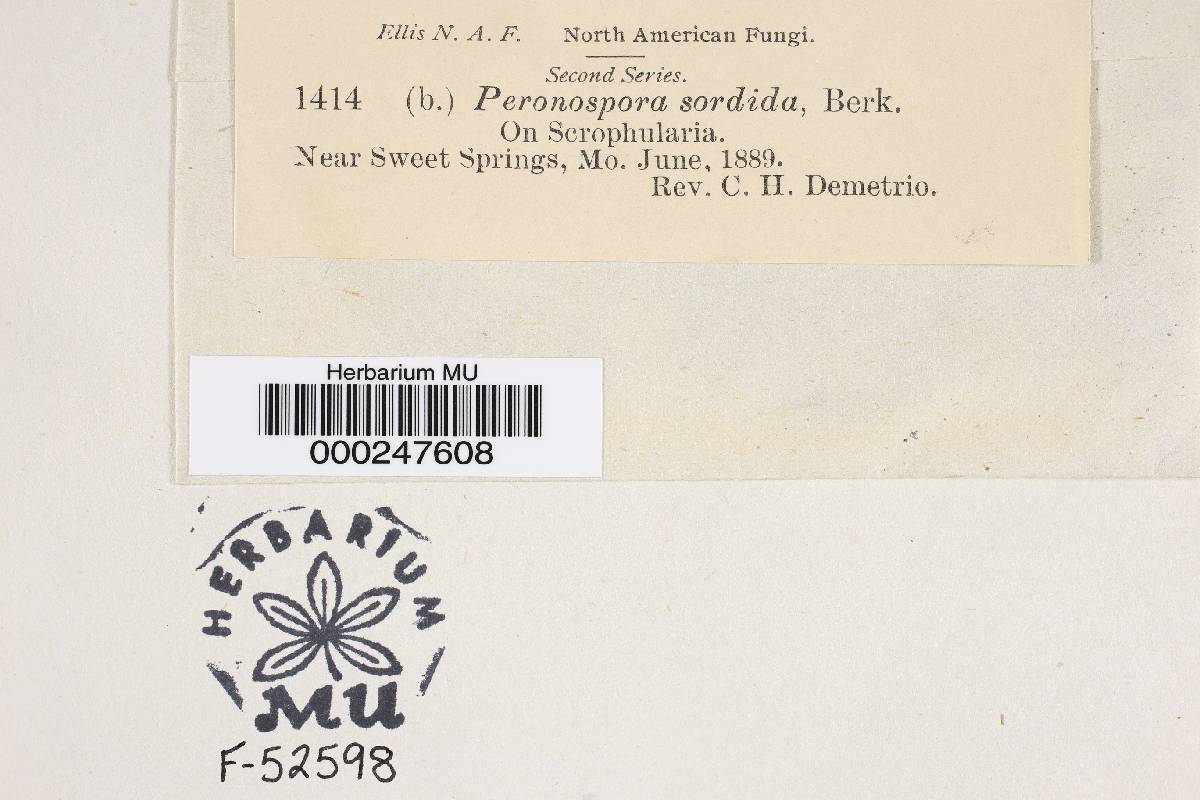 Ellis N. A. F. North American Fungi.
Second Series.
1414 (b.) Peronospora sordida, Berk.
On Scrophularia.
Near Sweet Springs, Mo. June, 1889.
Rev. C. H. Demetrio.
Herbarium MU
000247608
HERBARIUM
MU
F-52598